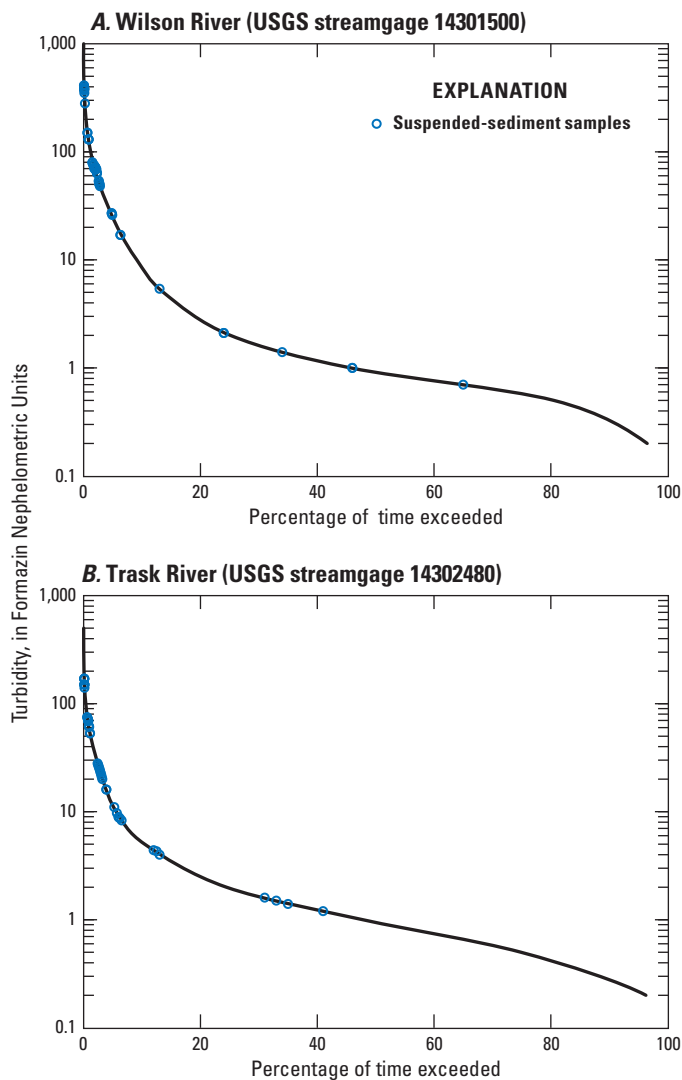 A. Wilson River (USGS streamgage 14301500)
1,000
100
10
1
0.1
EXPLANATION
Suspended-sediment samples
0 20 40 60 80 100
Percentage of time exceeded
Turbidity, in Formazin Nephelometric Units
B. Trask River (USGS streamgage 14302480)
1,000
100
10
1
0.1
0 20 40 60 80 100
Percentage of time exceeded